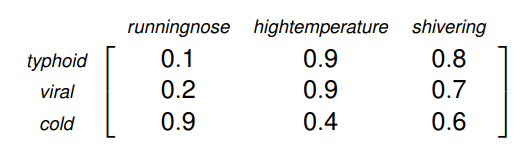 runningnose hightemperature shivering
typhoid 0.1 0.9 0.8
viral 0.2 0.9 0.7
cold 0.9 0.4 0.6